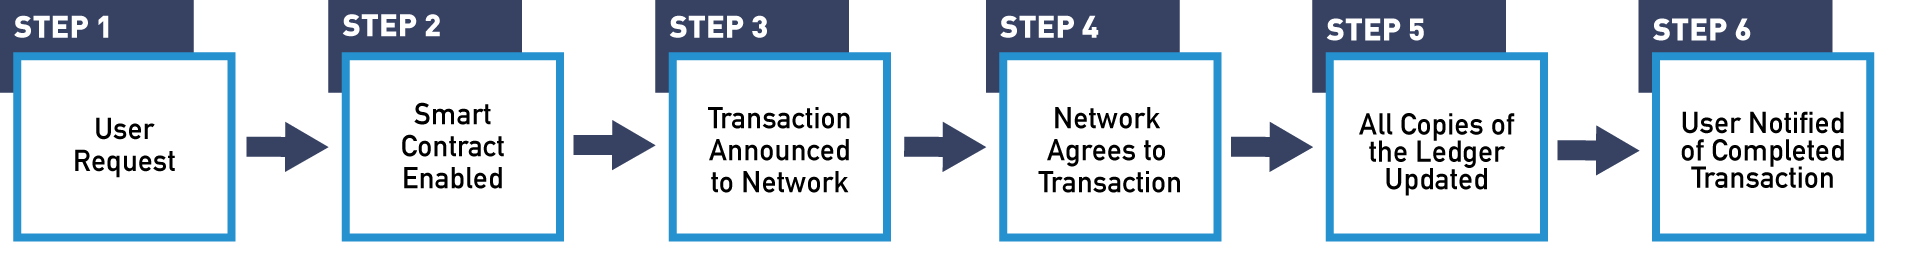 STEP 1
User
Request
STEP 2
Smart
Contract
Enabled
STEP 3
Transaction
Announced
to Network
STEP 4
Network
Agrees to
Transaction
STEP 5
All Copies of
the Ledger
Updated
STEP 6
User Notified
of Completed
Transaction